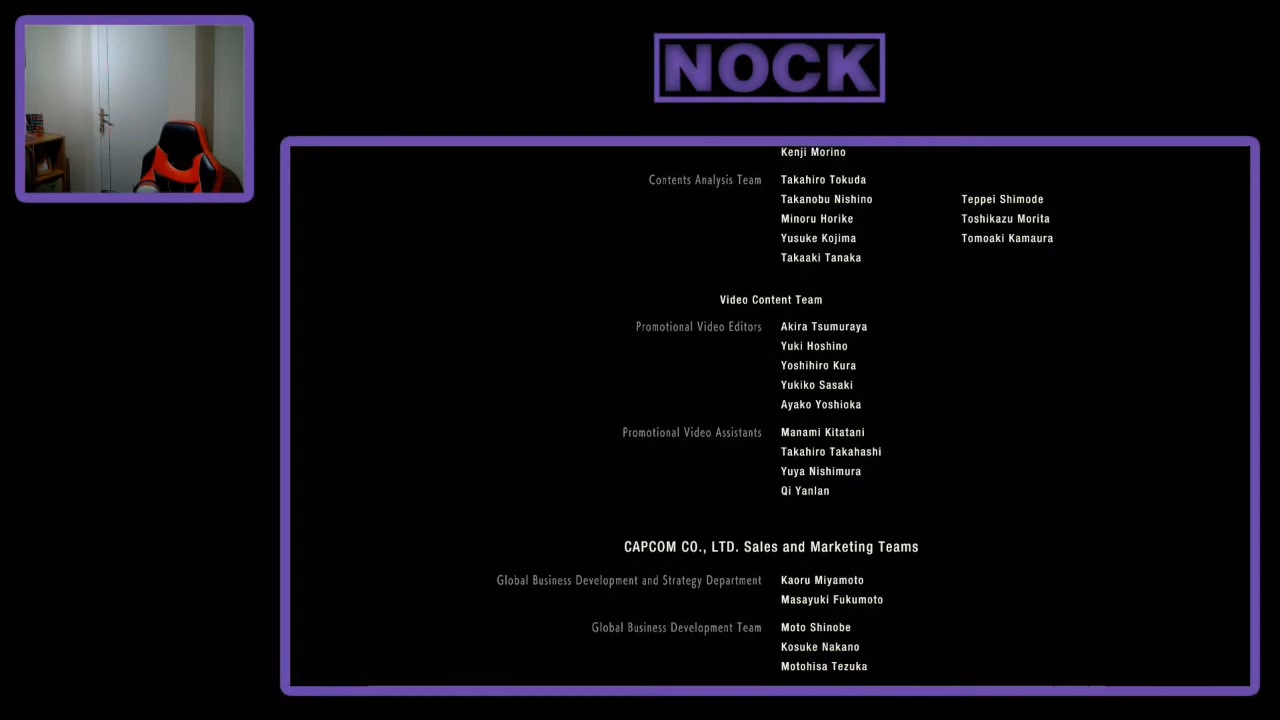 NOCK
Kenji Morino
Contents Analysis Team Takahiro Tokuda
Takanobu Nishino Teppei Shimode
Minoru Horike Toshikazu Morita
Yusuke Kojima Tomoaki Kamaura
Takaaki Tanaka
Video Content Team
Promotional Video Editors Akira Tsumuraya
Yuki Hoshino
Yoshihiro Kura
Yukiko Sasaki
Ayako Yoshioka
Promotional Video Assistants Manami Kitatani
Takahiro Takahashi
Yuya Nishimura
Qi Yanlan
CAPCOM CO., LTD. Sales and Marketing Teams
Global Business Development and Strategy Department Kaoru Miyamoto
Masayuki Fukumoto
Global Business Development Team Moto Shinobe
Kosuke Nakano
Motohisa Tezuka